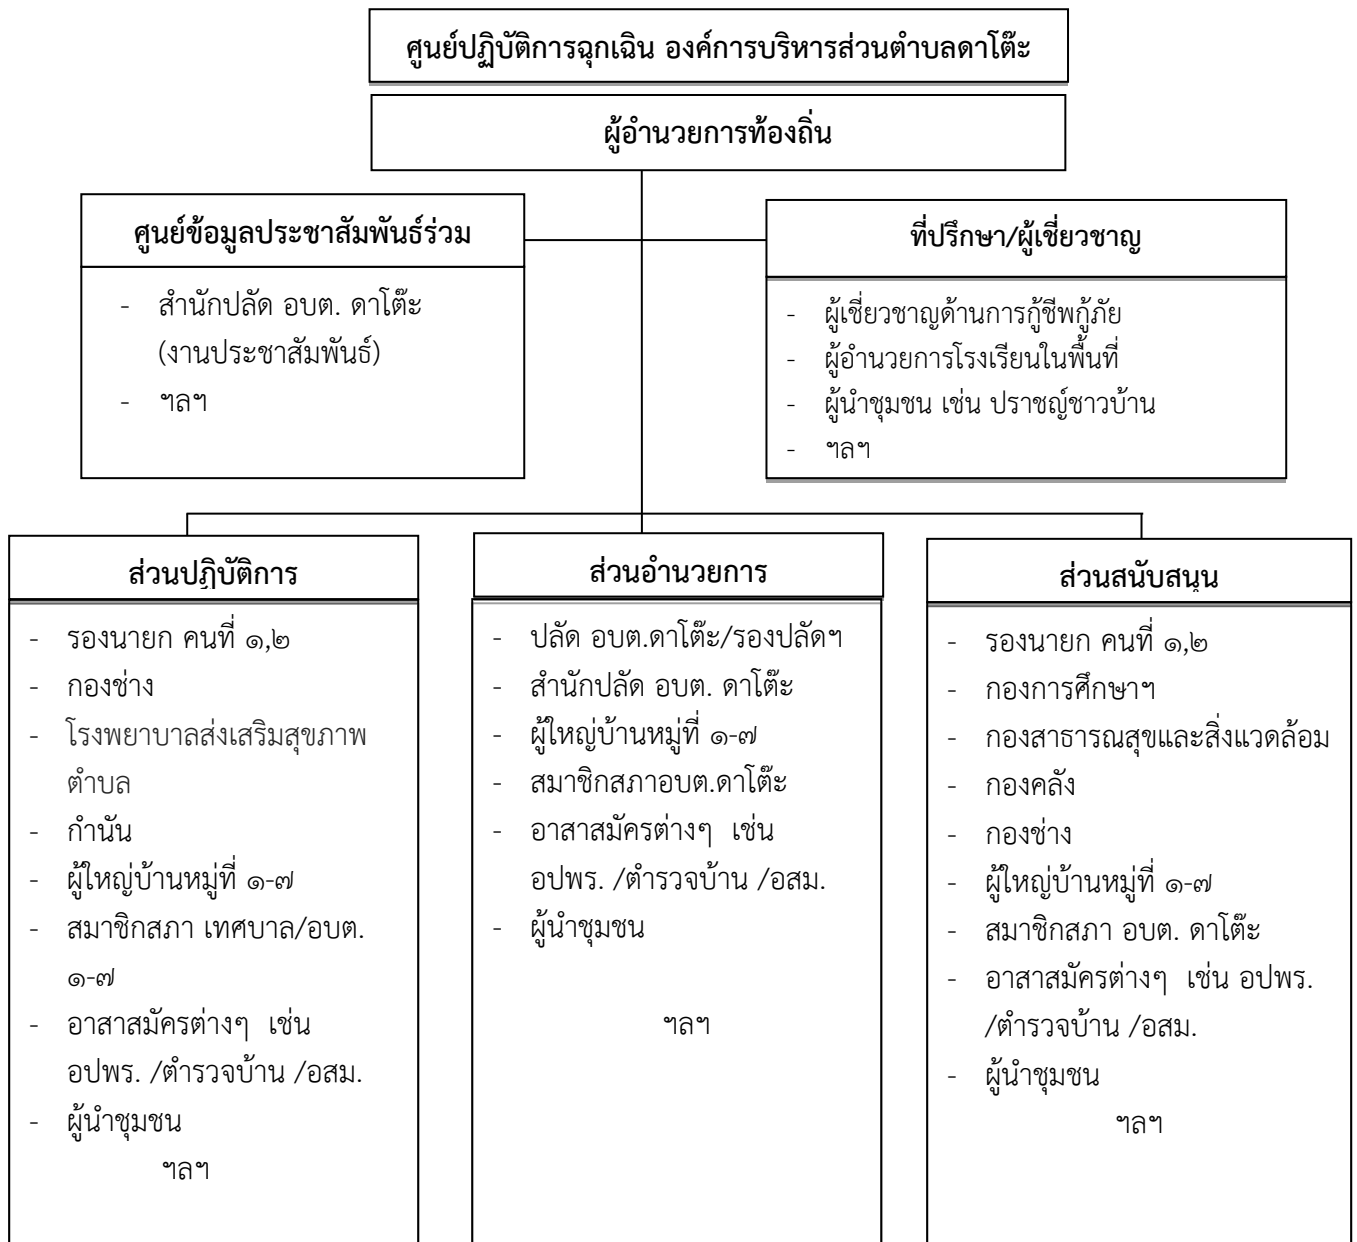 ศูนย์ปฏิบัติการฉุกเฉิน องค์การบริหารส่วนตำบลดาโต๊ะ
ผู้อำนวยการท้องถิ่น
ศูนย์ข้อมูลประชาสัมพันธ์ร่วม
- สำนักปลัด อบต. ดาโต๊ะ
(งานประชาสัมพันธ์)
- ฯลฯ
ที่ปรึกษา/ผู้เชี่ยวชาญ
- ผู้เชี่ยวชาญด้านการกู้ชีพกู้ภัย
- ผู้อำนวยการโรงเรียนในพื้นที่
- ผู้นำชุมชน เช่น ปราชญ์ชาวบ้าน
- ฯลฯ
ส่วนปฏิบัติการ
- รองนายก คนที่ ๑,๒
- กองช่าง
- โรงพยาบาลส่งเสริมสุขภาพ
ตำบล
- กำนัน
- ผู้ใหญ่บ้านหมู่ที่ ๑-๗
- สมาชิกสภา เทศบาล/อบต.
๑-๗
- อาสาสมัครต่างๆ เช่น
อปพร. /ตำรวจบ้าน /อสม.
- ผู้นำชุมชน
ฯลฯ
ส่วนอำนวยการ
- ปลัด อบต.ดาโต๊ะ/รองปลัดฯ
- สำนักปลัด อบต. ดาโต๊ะ
- ผู้ใหญ่บ้านหมู่ที่ ๑-๗
- สมาชิกสภาอบต.ดาโต๊ะ
- อาสาสมัครต่างๆ เช่น
อปพร. /ตำรวจบ้าน /อสม.
- ผู้นำชุมชน
ฯลฯ
ส่วนสนับสนุน
- รองนายก คนที่ ๑,๒
- กองการศึกษาฯ
- กองสาธารณสุขและสิ่งแวดล้อม
- กองคลัง
- กองช่าง
- ผู้ใหญ่บ้านหมู่ที่ ๑-๗
- สมาชิกสภา อบต. ดาโต๊ะ
- อาสาสมัครต่างๆ เช่น อปพร.
/ตำรวจบ้าน /อสม.
- ผู้นำชุมชน
ฯลฯ